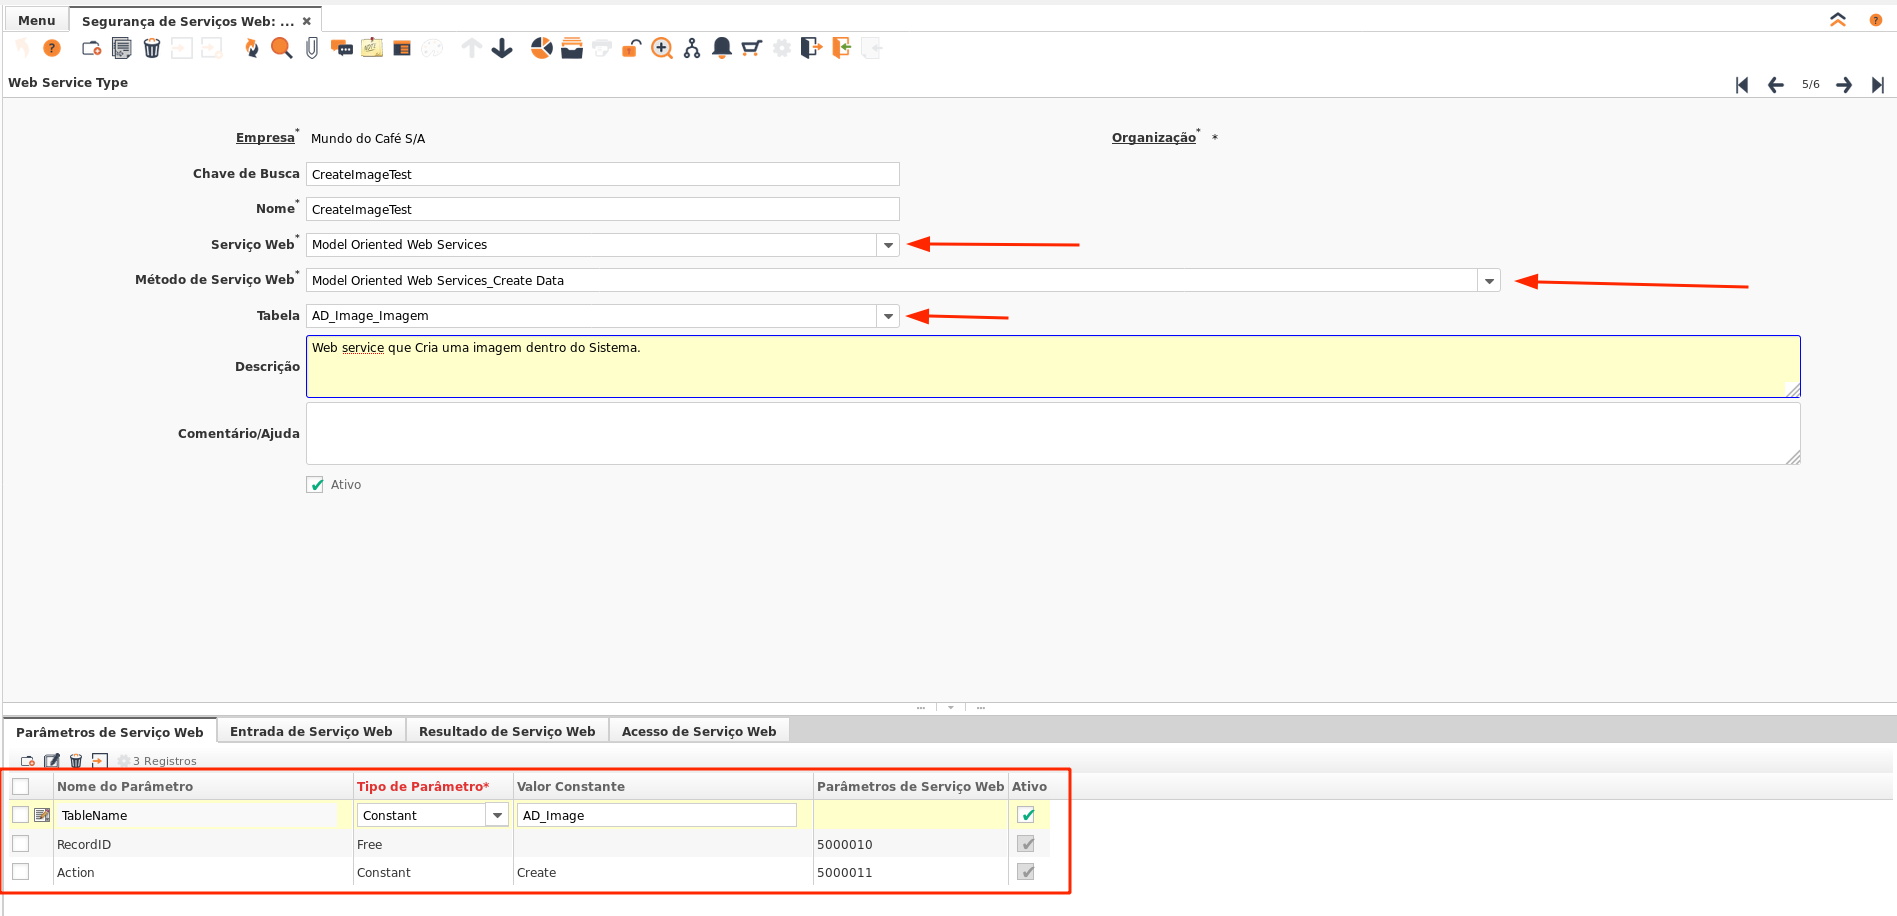 Menu
Segurança de Serviços Web: ...
Web Service Type
5/6
Empresa*
Mundo do Café S/A
Organização*
*
Chave de Busca
CreateImageTest
Nome*
CreateImageTest
Serviço Web*
Model Oriented Web Services
Método de Serviço Web*
Model Oriented Web Services_Create Data
Tabela
AD_Image_Imagem
Descrição
Web service que Cria uma imagem dentro do Sistema.
Comentário/Ajuda
Ativo
Parâmetros de Serviço Web
Entrada de Serviço Web
Resultado de Serviço Web
Acesso de Serviço Web
3 Registros
Nome do Parâmetro Tipo de Parâmetro* Valor Constante Parâmetros de Serviço Web Ativo
TableName Constant AD_Image
RecordID Free 5000010
Action Constant Create 5000011